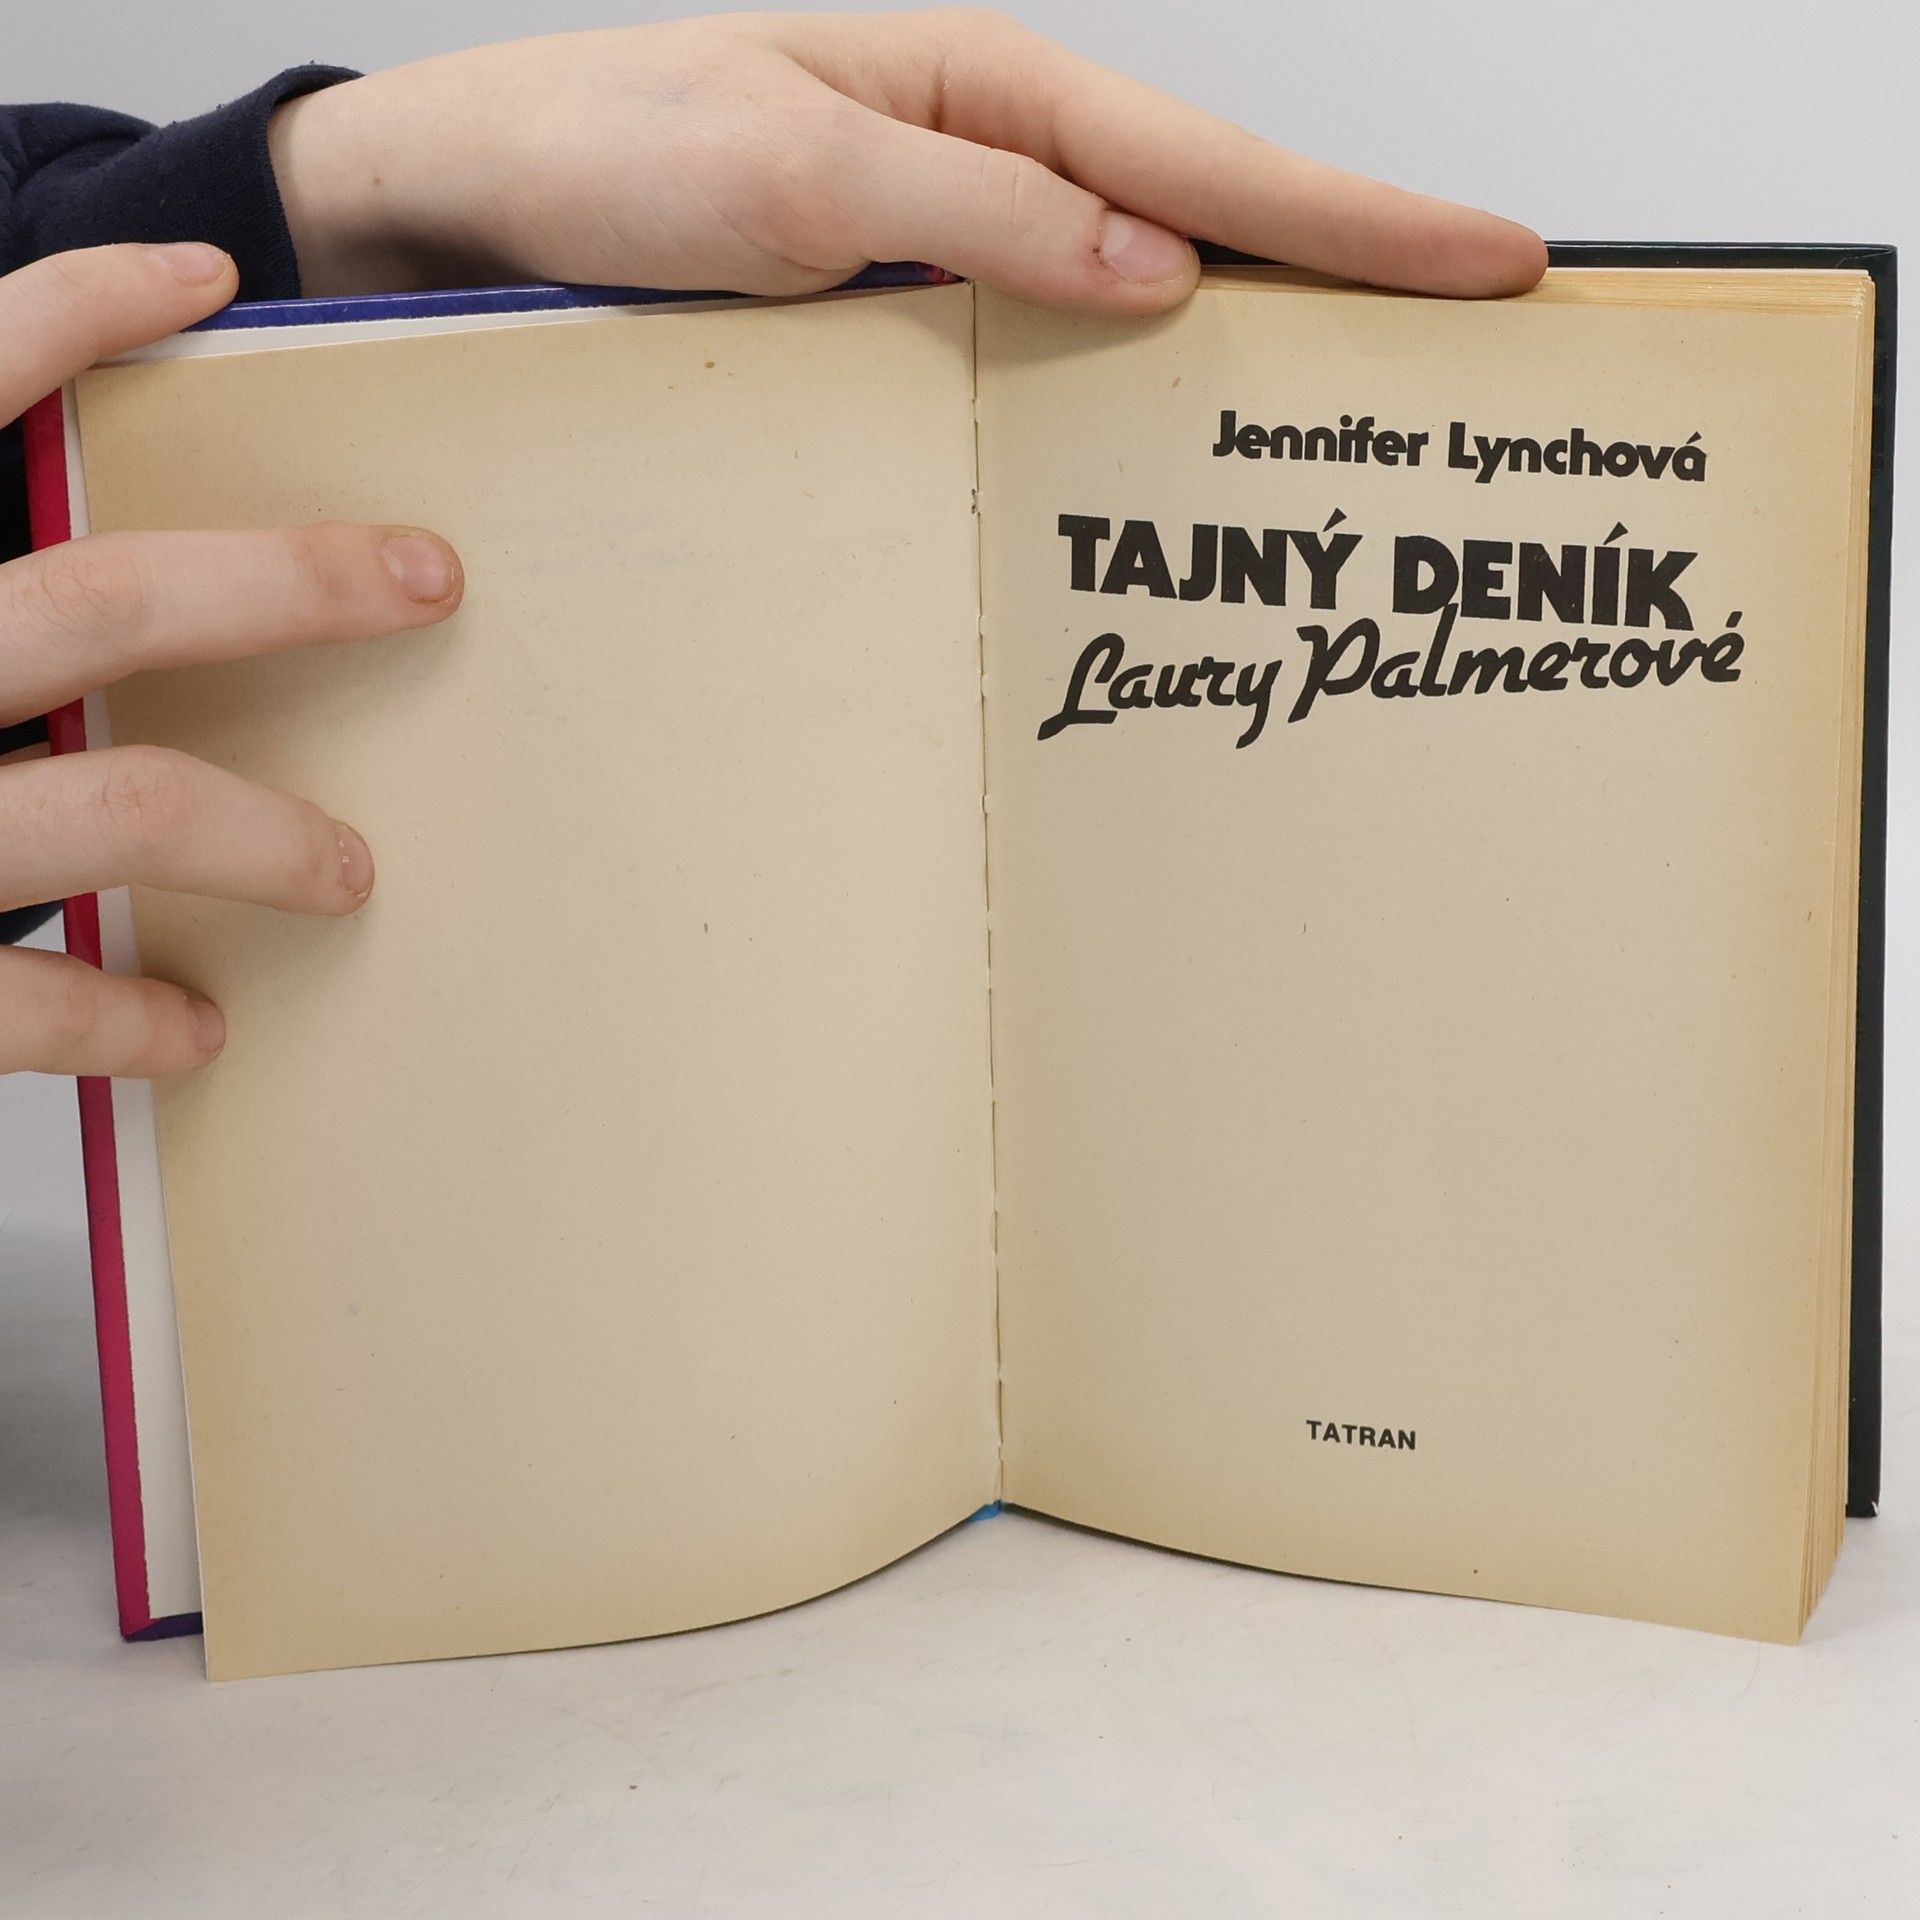 Jennifer Lynchová
TAJNÝ DENÍK
Laury Palmerové
TATRAN